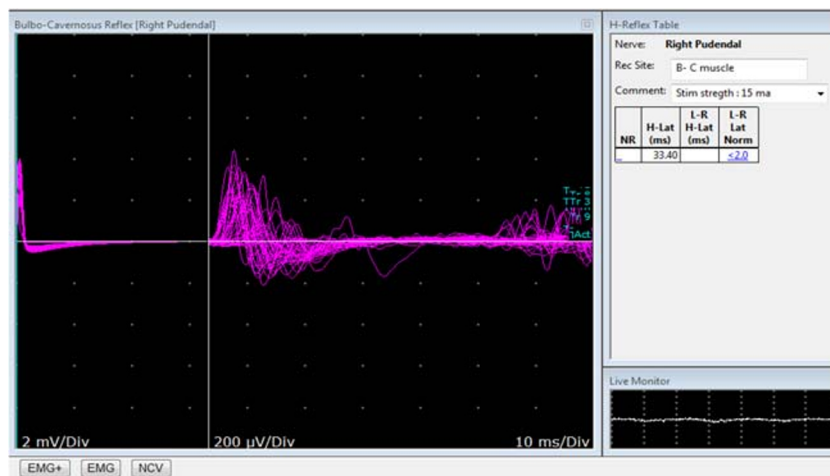 Bulbo-Cavernosus Reflex [Right Pudendal]
2 mV/Div
200 µV/Div
10 ms/Div
H-Reflex Table
Nerve: Right Pudendal
Rec Site: B- C muscle
Comment: Stim stregth : 15 ma
NR H-Lat (ms) L-R H-Lat (ms) L-R Lat Norm
33.40 <2.0
Live Monitor
EMG+ EMG NCV